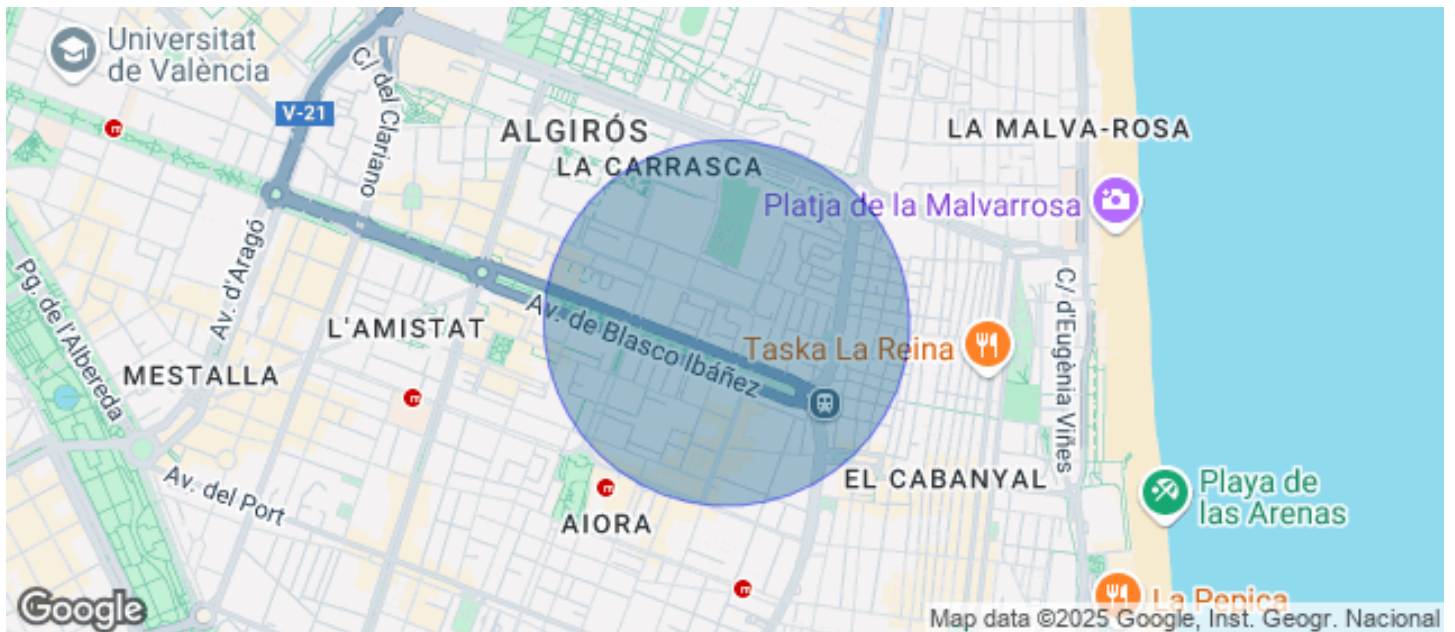 Universitat
de València
V-21
C/ del Clariano
ALGIRÓS
LA CARRASCA
LA MALVA-ROSA
Platja de la Malvarrosa
Av. d'Aragó
Pg. de l'Albereda
L'AMISTAT
MESTALLA
Av. de Blasco Ibáñez
Taska La Reina
C/ d'Eugènia Viñes
Av. del Port
AIORA
EL CABANYAL
Playa de
las Arenas
La Pepica
Google
Map data ©2025 Google, Inst. Geogr. Nacional